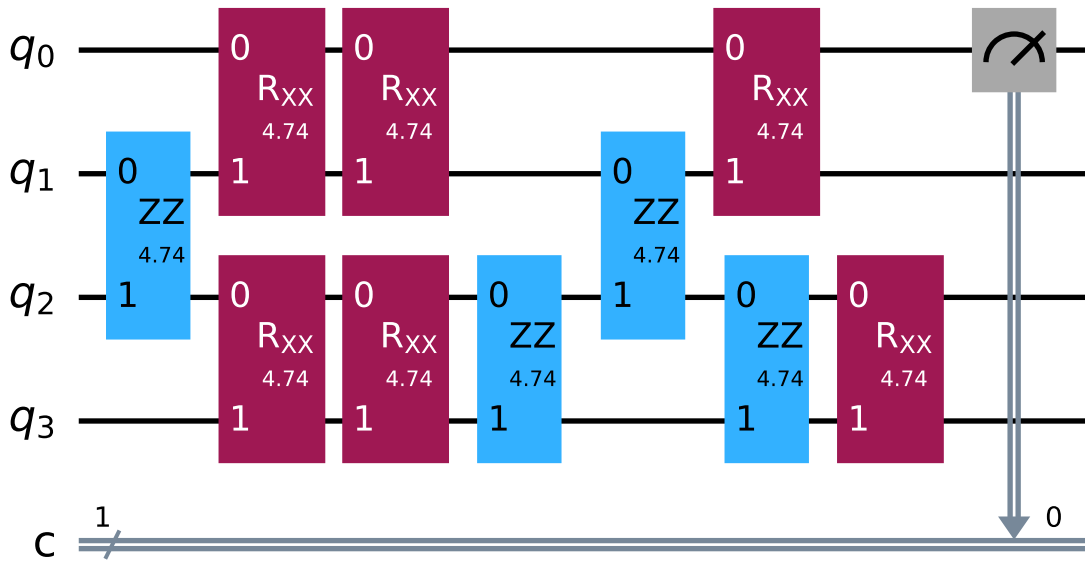 q0 0 0 0
RXX RXX RXX
4.74 4.74 4.74
q1 0 1 1 0 1
ZZ ZZ
4.74 4.74
q2 1 0 0 0 1 0 0
RXX RXX ZZ ZZ RXX
4.74 4.74 4.74 4.74 4.74
q3 1 1 1 1 1
1 0
c